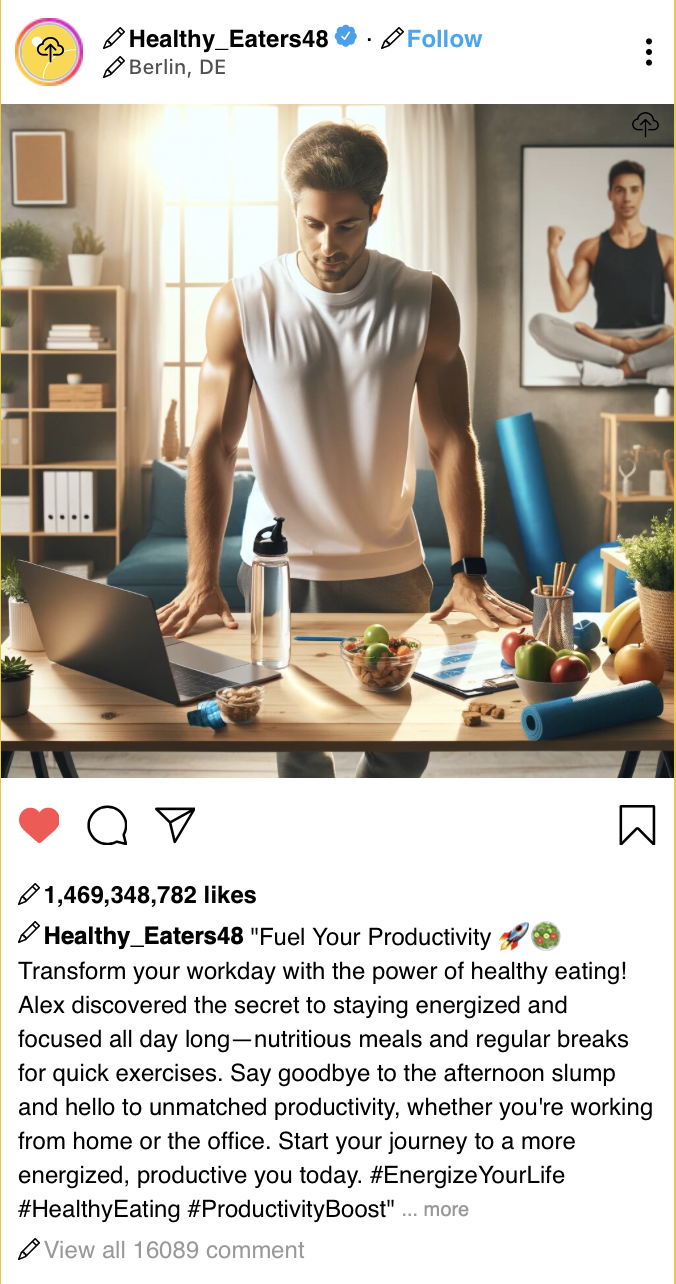 Healthy_Eaters48 · Follow
Berlin, DE
1,469,348,782 likes
Healthy_Eaters48 "Fuel Your Productivity 🚀🥗
Transform your workday with the power of healthy eating!
Alex discovered the secret to staying energized and
focused all day long—nutritious meals and regular breaks
for quick exercises. Say goodbye to the afternoon slump
and hello to unmatched productivity, whether you're working
from home or the office. Start your journey to a more
energized, productive you today. #EnergizeYourLife
#HealthyEating #ProductivityBoost" ... more
View all 16089 comment